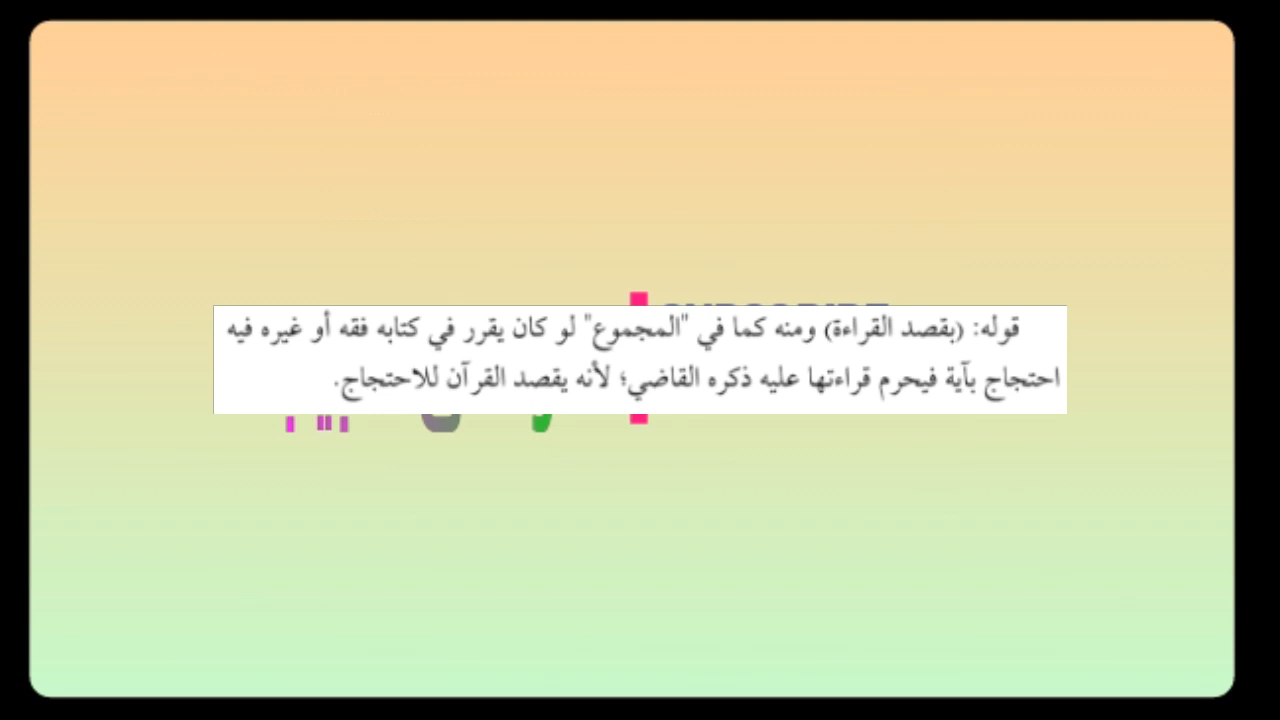 قوله: (بقصد القراءة) ومنه كما في "المجموع" لو كان يقرر في كتابه فقه أو غيره فيه
احتجاج بآية فيحرم قراءتها عليه ذكره القاضي؛ لأنه يقصد القرآن للاحتجاج.